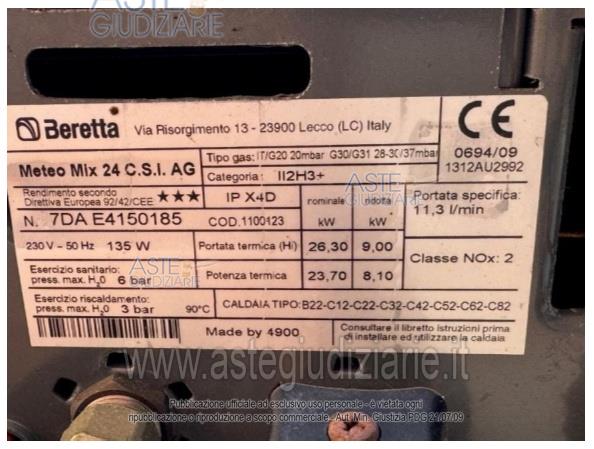 ASTE
GIUDIZIARIE
Beretta
Via Risorgimento 13 - 23900 Lecco (LC) Italy
CE
0694/09
1312AU2992
Meteo Mix 24 C.S.I. AG
Tipo gas: IT/G20 20mbar G30/G31 28-30/37mbar
Categoria: II2H3+
Rendimento secondo
Direttiva Europea 92/42/CEE ★★★
IP X4D
nominale ridotta
kW kW
Portata specifica:
11,3 l/min
N. 7DA E4150185
COD.1100423
230 V - 50 Hz 135 W
Portata termica (Hi) 26,30 9,00
Classe NOx: 2
Esercizio sanitario:
press. max. H2O 6 bar
Potenza termica 23,70 8,10
Esercizio riscaldamento:
press. max. H2O 3 bar 90°C
CALDAIA TIPO:B22-C12-C22-C32-C42-C52-C62-C82
Made by 4900
Consultare il libretto istruzioni prima
di installare ed utilizzare la caldaia
ASTE
GIUDIZIARIE
ASTE
GIUDIZIARIE
www.astegiudiziarie.it
Pubblicazione ufficiale ad esclusivo uso personale - è vietata ogni
ripubblicazione o riproduzione a scopo commerciale - Aut. Min. Giustizia PDG 21/07/09